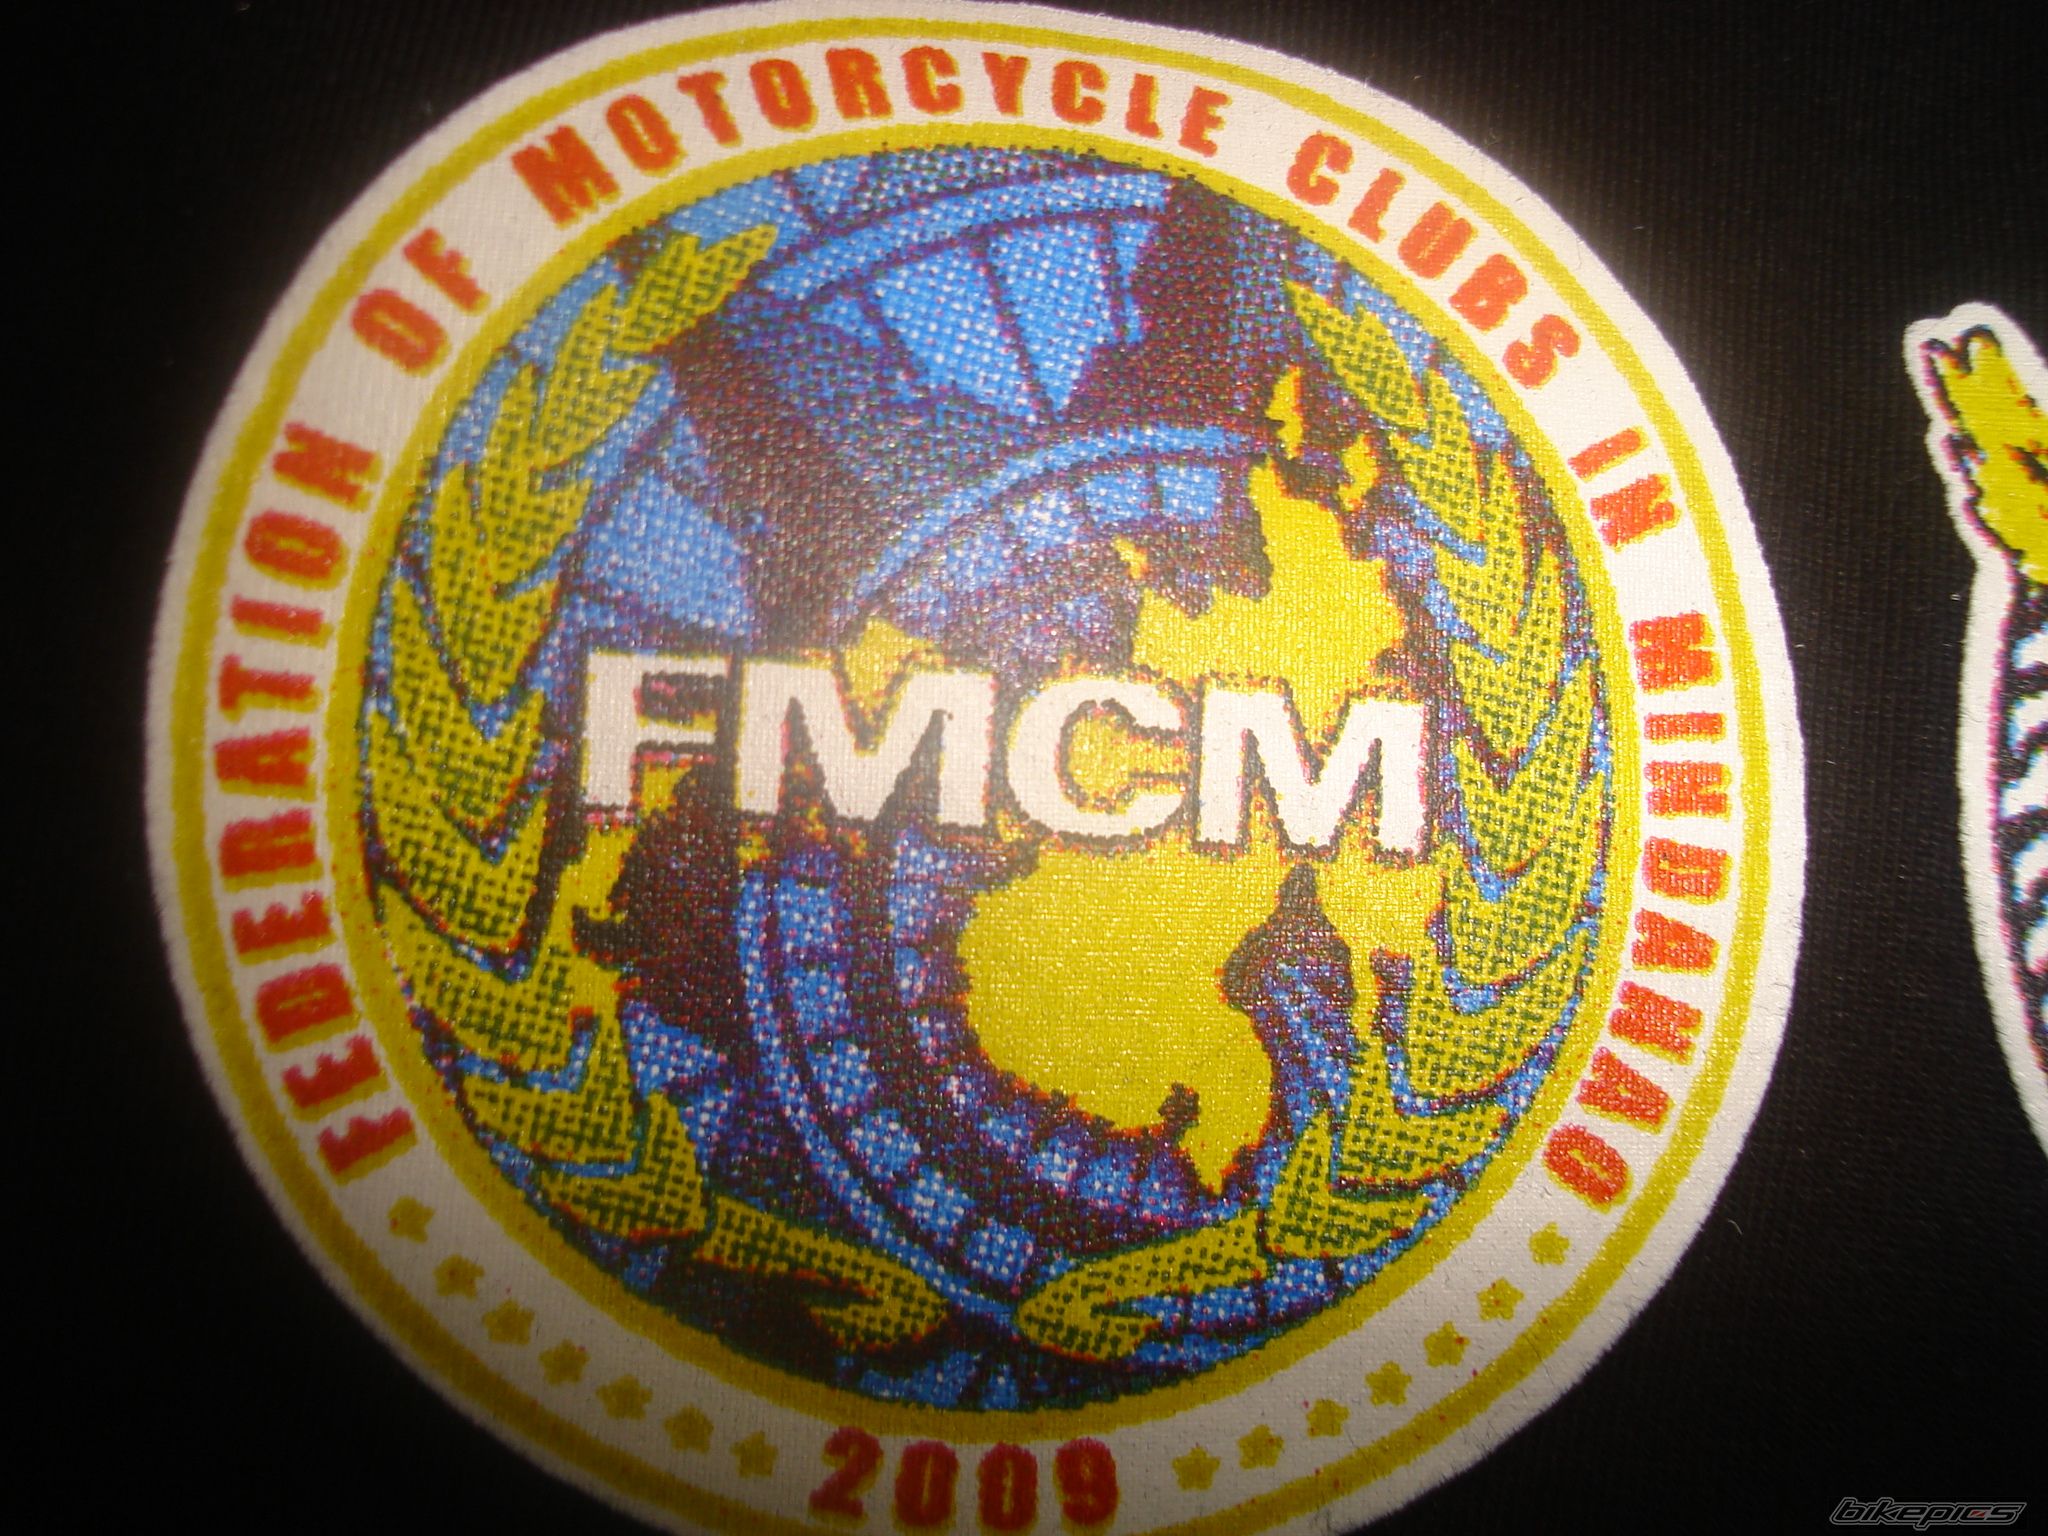 FEDERATION OF MOTORCYCLE CLUBS IN MINDANAO
FMCM
2009
bikepics